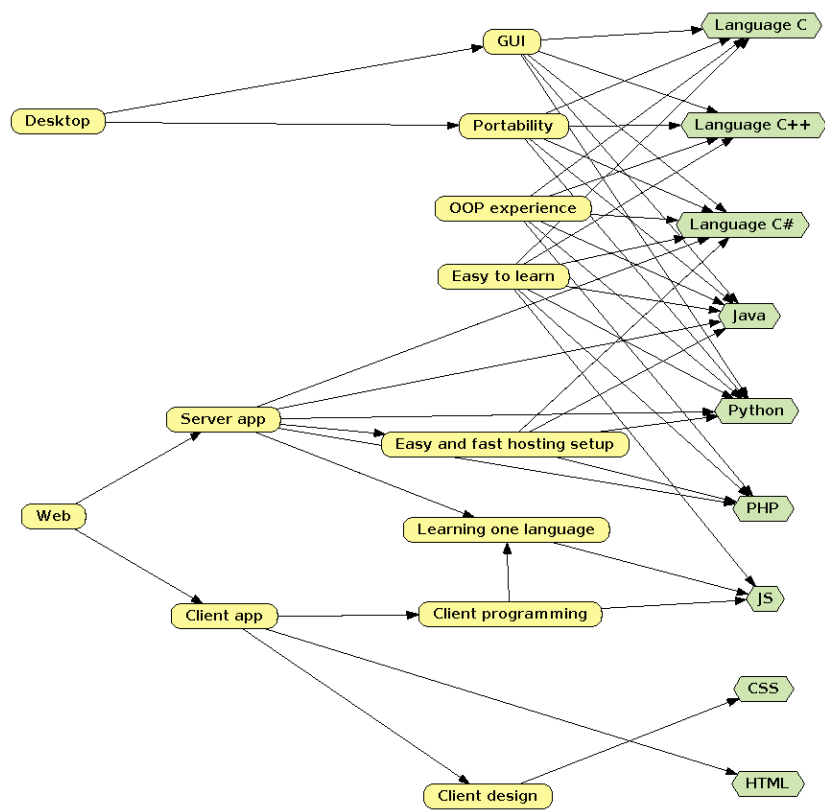 Language C
GUI
Desktop
Portability
Language C++
OOP experience
Language C#
Easy to learn
Java
Server app
Python
Easy and fast hosting setup
Web
PHP
Learning one language
JS
Client app
Client programming
CSS
HTML
Client design